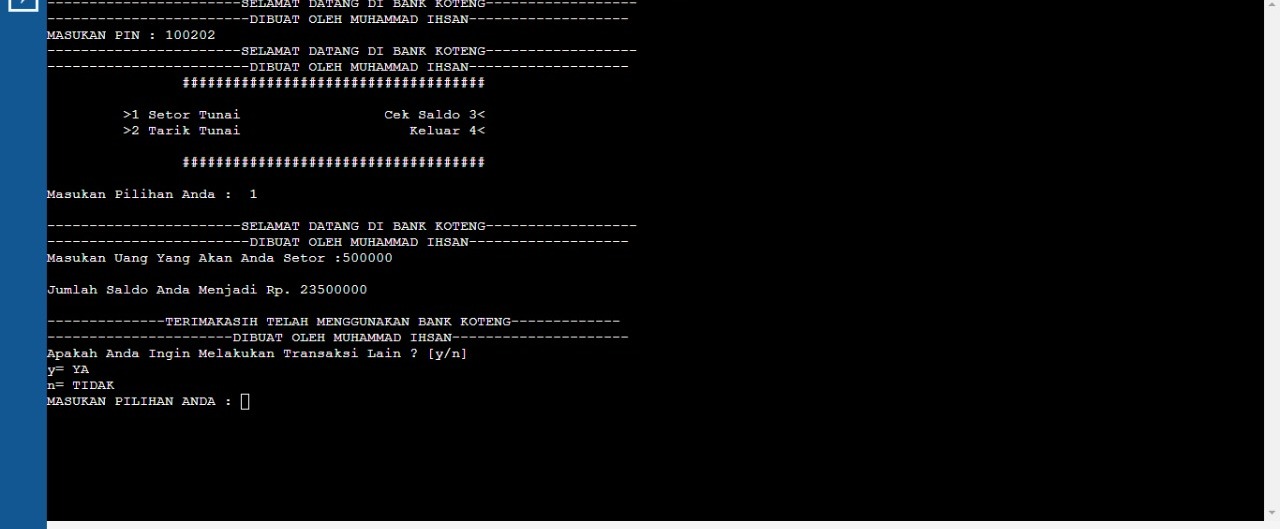 -----------------------SELAMAT DATANG DI BANK KOTENG------------------
------------------------DIBUAT OLEH MUHAMMAD IHSAN-------------------
MASUKAN PIN : 100202
-----------------------SELAMAT DATANG DI BANK KOTENG------------------
------------------------DIBUAT OLEH MUHAMMAD IHSAN-------------------
####################################
>1 Setor Tunai                 Cek Saldo 3<
>2 Tarik Tunai                    Keluar 4<
####################################
Masukan Pilihan Anda :  1
-----------------------SELAMAT DATANG DI BANK KOTENG------------------
------------------------DIBUAT OLEH MUHAMMAD IHSAN-------------------
Masukan Uang Yang Akan Anda Setor :500000
Jumlah Saldo Anda Menjadi Rp. 23500000
--------------TERIMAKASIH TELAH MENGGUNAKAN BANK KOTENG-------------
----------------------DIBUAT OLEH MUHAMMAD IHSAN---------------------
Apakah Anda Ingin Melakukan Transaksi Lain ? [y/n]
y= YA
n= TIDAK
MASUKAN PILIHAN ANDA :